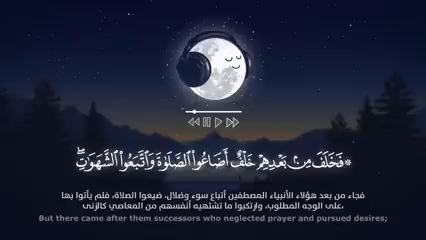 ۞ فَخَلَفَ مِنۢ بَعْدِهِمْ خَلْفٌ أَضَاعُوا۟ ٱلصَّلَوٰةَ وَٱتَّبَعُوا۟ ٱلشَّهَوَٰتِۖ
فجاء من بعد هؤلاء الأنبياء المصطفين أتباع سوء وضلال، ضيعوا الصلاة، فلم يأتوا بها
على الوجه المطلوب، وارتكبوا ما تشتهيه أنفسهم من المعاصي كالزنى،
But there came after them successors who neglected prayer and pursued desires;